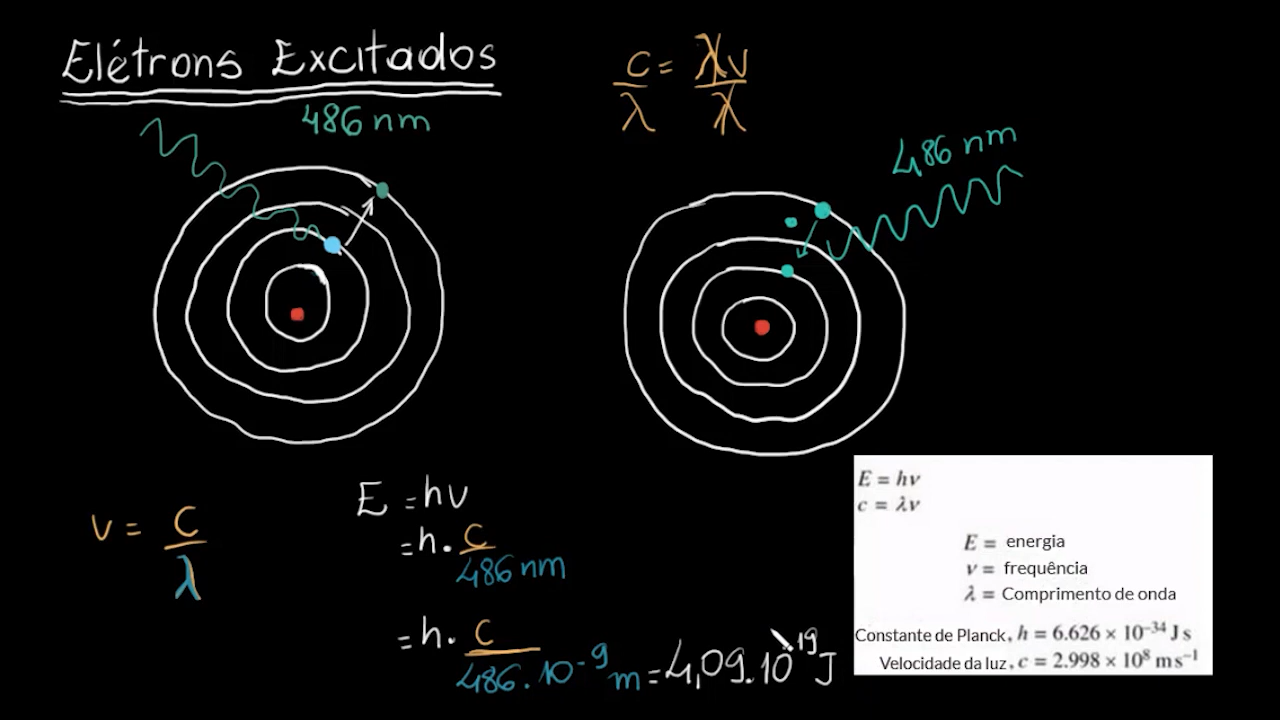 Elétrons Excitados
486 nm
c/λ = λν/λ
486 nm
ν = c/λ
E = hν
= h. c/486 nm
= h. c/486.10⁻⁹ m = 4,09.10⁻¹⁹ J
E = hν
c = λν
E = energia
ν = frequência
λ = Comprimento de onda
Constante de Planck, h = 6.626 × 10⁻³⁴ J s
Velocidade da luz, c = 2.998 × 10⁸ m s⁻¹